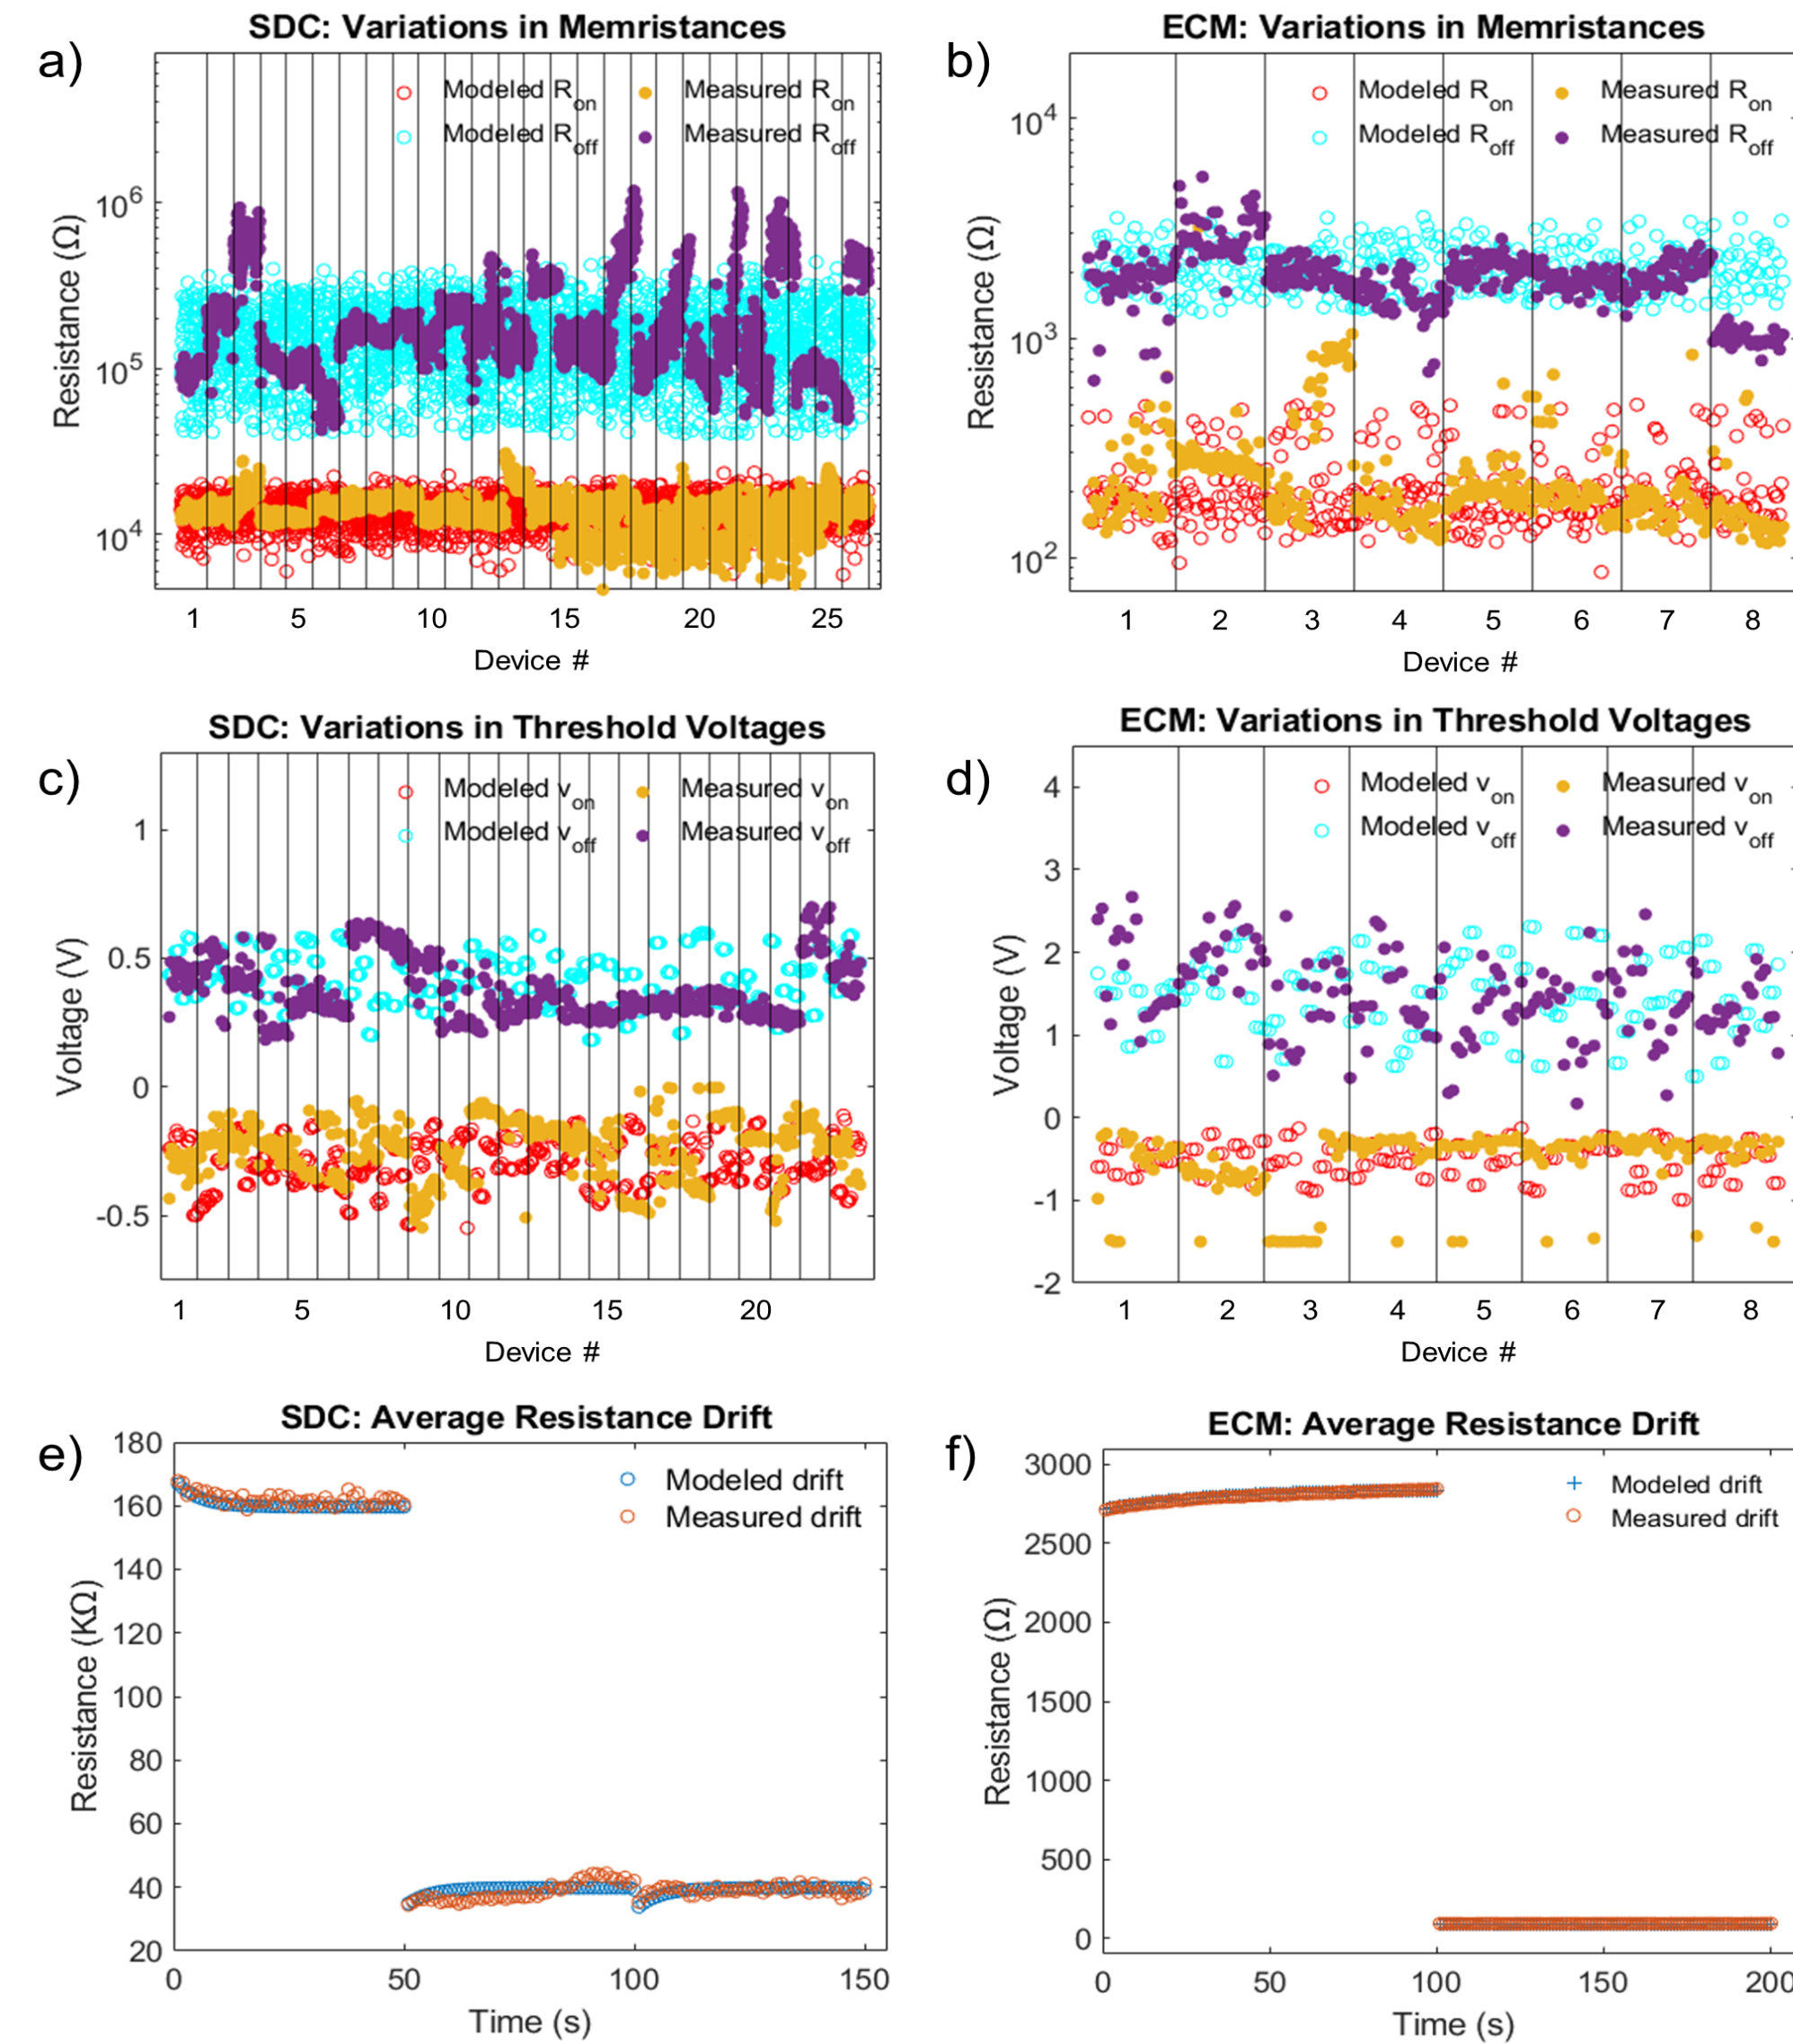 a)
SDC: Variations in Memristances
Modeled R_on
Measured R_on
Modeled R_off
Measured R_off
Resistance (Ω)
10^6
10^5
10^4
1 5 10 15 20 25
Device #
b)
ECM: Variations in Memristances
Modeled R_on
Measured R_on
Modeled R_off
Measured R_off
Resistance (Ω)
10^4
10^3
10^2
1 2 3 4 5 6 7 8
Device #
c)
SDC: Variations in Threshold Voltages
Modeled v_on
Measured v_on
Modeled v_off
Measured v_off
Voltage (V)
1
0.5
0
-0.5
1 5 10 15 20
Device #
d)
ECM: Variations in Threshold Voltages
Modeled v_on
Measured v_on
Modeled v_off
Measured v_off
Voltage (V)
4
3
2
1
0
-1
-2
1 2 3 4 5 6 7 8
Device #
e)
SDC: Average Resistance Drift
Modeled drift
Measured drift
Resistance (KΩ)
180
160
140
120
100
80
60
40
20
0 50 100 150
Time (s)
f)
ECM: Average Resistance Drift
Modeled drift
Measured drift
Resistance (Ω)
3000
2500
2000
1500
1000
500
0
0 50 100 150 200
Time (s)